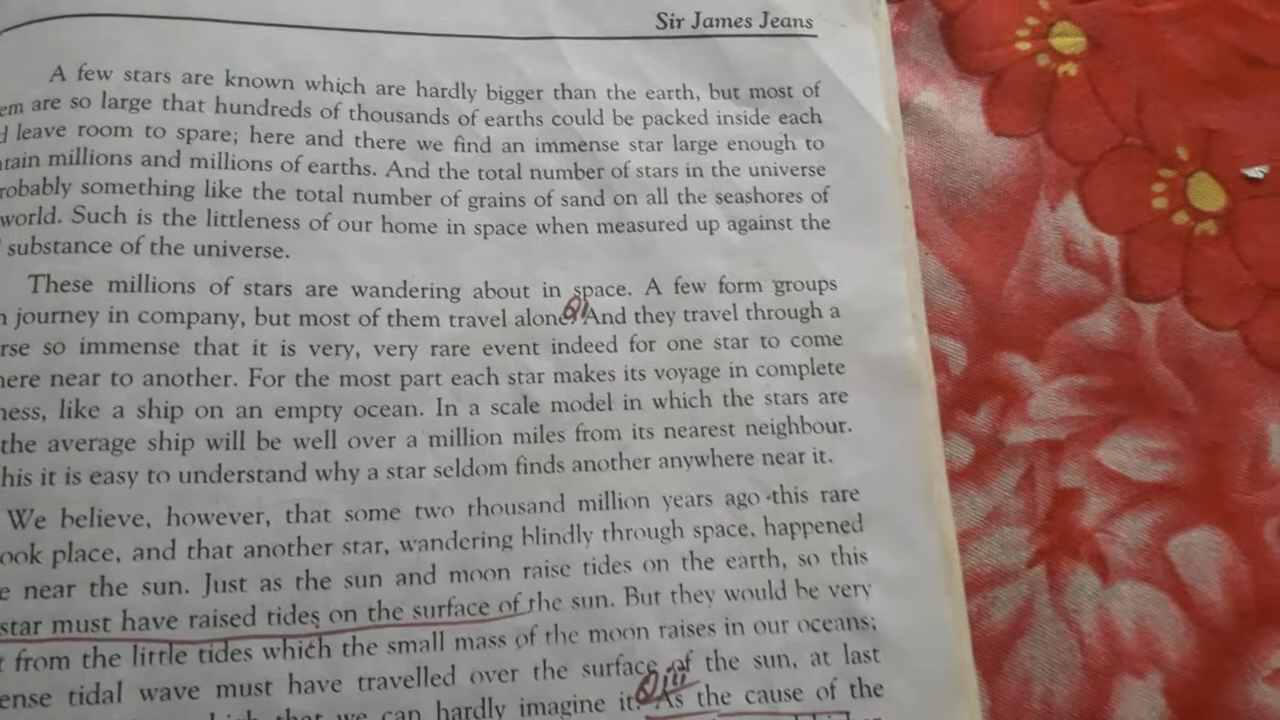 Sir James Jeans
A few stars are known which are hardly bigger than the earth, but most of
em are so large that hundreds of thousands of earths could be packed inside each
d leave room to spare; here and there we find an immense star large enough to
tain millions and millions of earths. And the total number of stars in the universe
robably something like the total number of grains of sand on all the seashores of
world. Such is the littleness of our home in space when measured up against the
substance of the universe.
These millions of stars are wandering about in space. A few form groups
journey in company, but most of them travel alone. And they travel through a
rse so immense that it is very, very rare event indeed for one star to come
here near to another. For the most part each star makes its voyage in complete
ness, like a ship on an empty ocean. In a scale model in which the stars are
the average ship will be well over a million miles from its nearest neighbour.
his it is easy to understand why a star seldom finds another anywhere near it.
We believe, however, that some two thousand million years ago this rare
ook place, and that another star, wandering blindly through space, happened
e near the sun. Just as the sun and moon raise tides on the earth, so this
star must have raised tides on the surface of the sun. But they would be very
from the little tides which the small mass of the moon raises in our oceans;
ense tidal wave must have travelled over the surface of the sun, at last
that we can hardly imagine it. As the cause of the